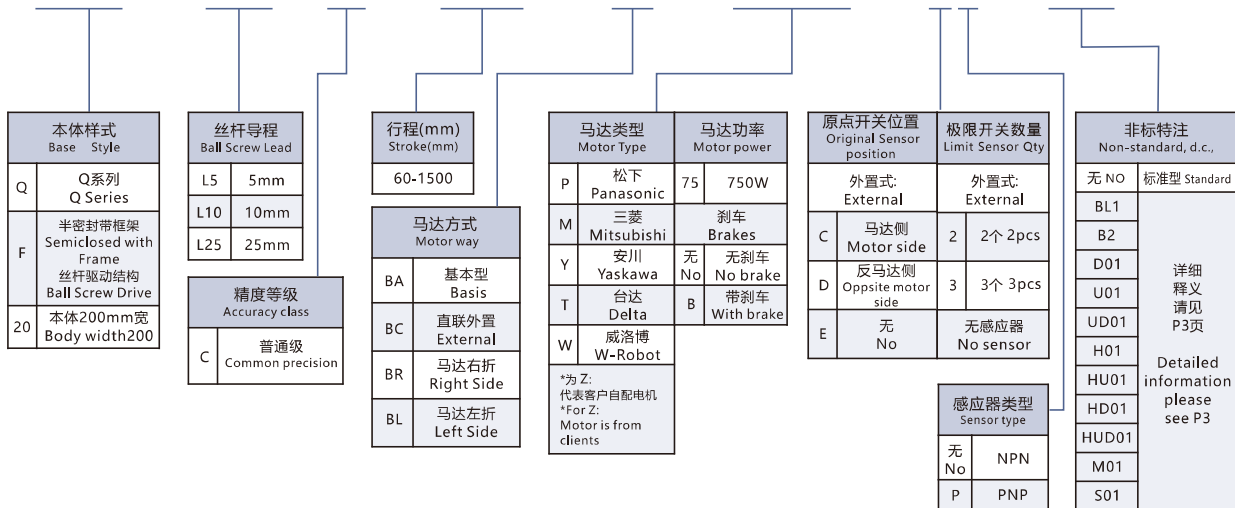 本体样式
Base Style
Q
Q系列
Q Series
F
半密封带框架
Semiclosed with
Frame
丝杆驱动结构
Ball Screw Drive
20
本体200mm宽
Body width200
丝杆导程
Ball Screw Lead
L5
5mm
L10
10mm
L25
25mm
精度等级
Accuracy class
C
普通级
Common precision
行程(mm)
Stroke(mm)
60-1500
马达方式
Motor way
BA
基本型
Basis
BC
直联外置
External
BR
马达右折
Right Side
BL
马达左折
Left Side
马达类型
Motor Type
P
松下
Panasonic
M
三菱
Mitsubishi
Y
安川
Yaskawa
T
台达
Delta
W
威洛博
W-Robot
*为 Z:
代表客户自配电机
*For Z:
Motor is from
clients
马达功率
Motor power
75
750W
刹车
Brakes
无
No
无刹车
No brake
B
带刹车
With brake
原点开关位置
Original Sensor
position
外置式:
External
C
马达侧
Motor side
D
反马达侧
Oppsite motor
side
E
无
No
极限开关数量
Limit Sensor Qty
外置式:
External
2
2个 2pcs
3
3个 3pcs
无感应器
No sensor
感应器类型
Sensor type
无
No
NPN
P
PNP
非标特注
Non-standard, d.c.,
无 NO
标准型 Standard
BL1
B2
D01
U01
UD01
H01
HU01
HD01
HUD01
M01
S01
详细
释义
请见
P3页
Detailed
information
please
see P3